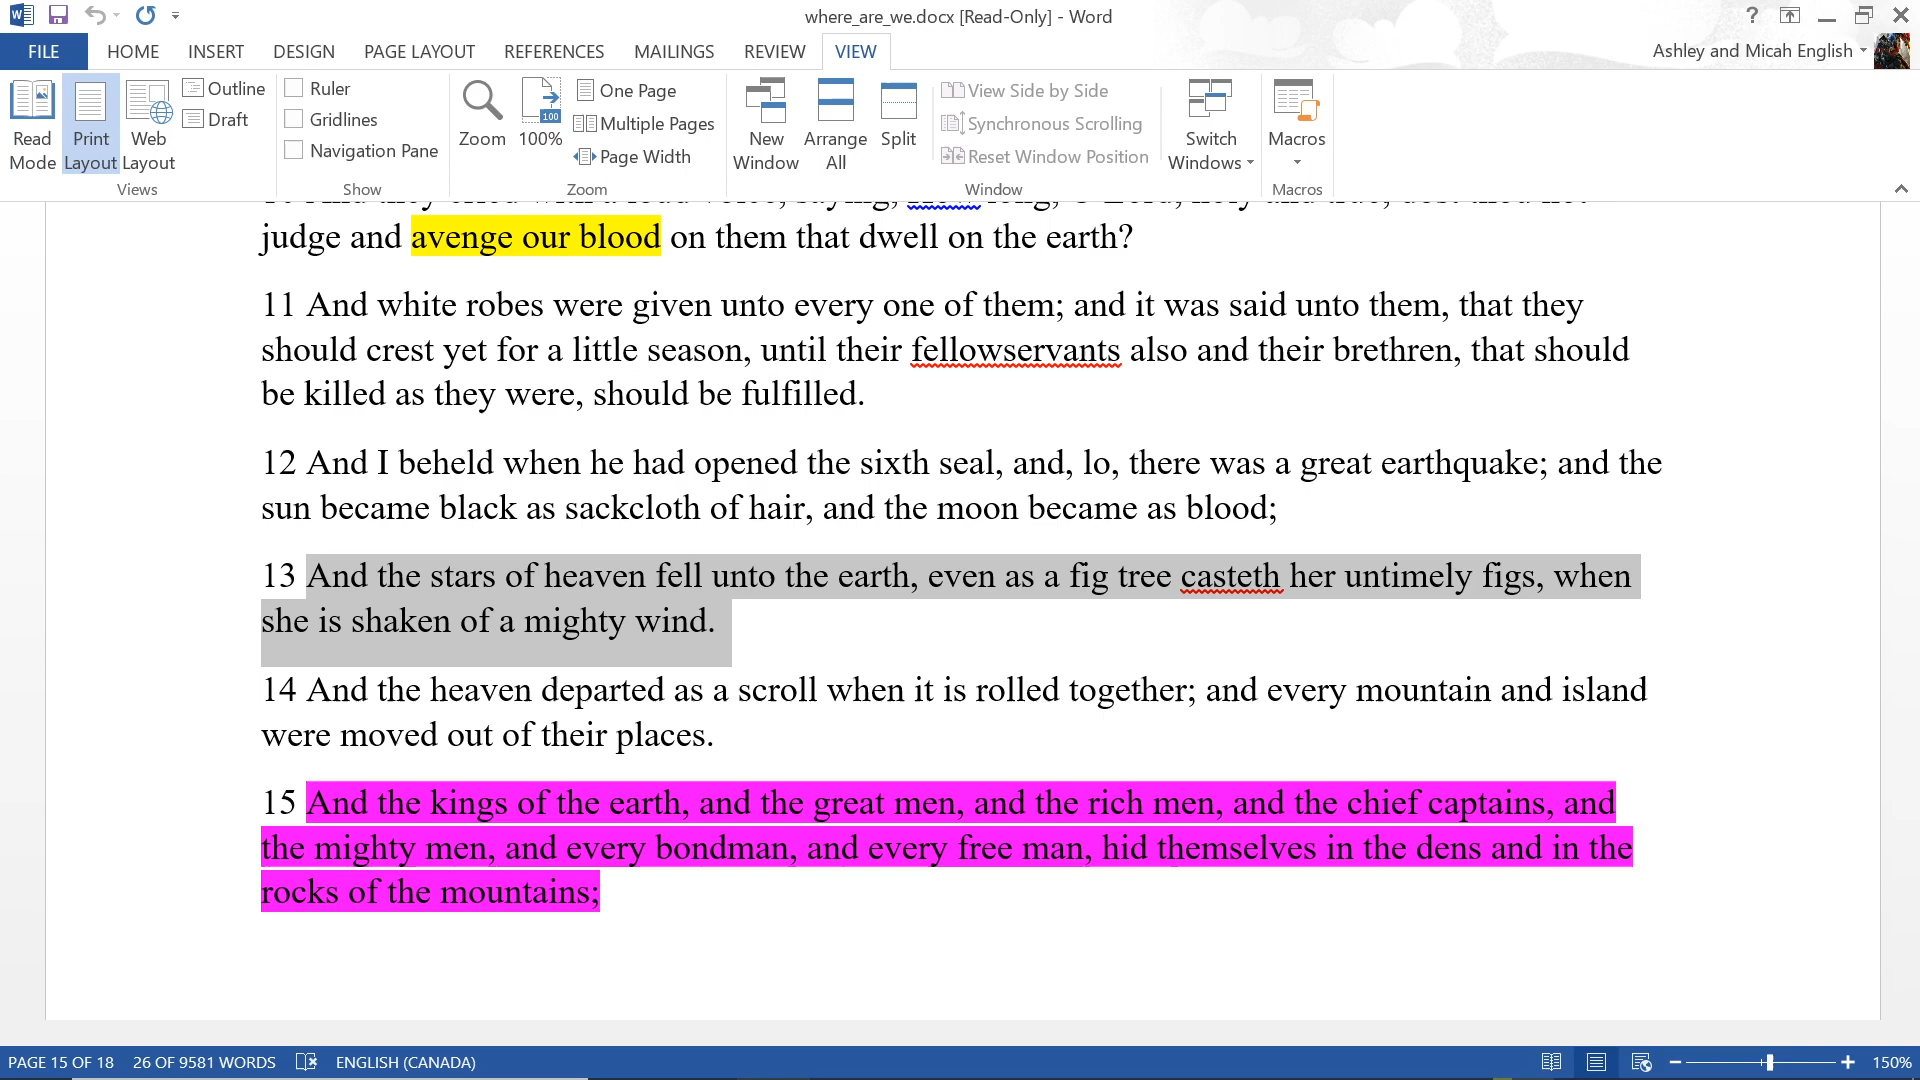 where_are_we.docx [Read-Only] - Word
?
FILE HOME INSERT DESIGN PAGE LAYOUT REFERENCES MAILINGS REVIEW VIEW Ashley and Micah English
Read Mode
Print Layout
Web Layout
Outline
Draft
Views
Ruler
Gridlines
Navigation Pane
Show
Zoom
100
100%
One Page
Multiple Pages
Page Width
Zoom
New Window
Arrange All
Split
View Side by Side
Synchronous Scrolling
Reset Window Position
Window
Switch Windows
Macros
Macros
judge and avenge our blood on them that dwell on the earth?
11 And white robes were given unto every one of them; and it was said unto them, that they
should crest yet for a little season, until their fellowservants also and their brethren, that should
be killed as they were, should be fulfilled.
12 And I beheld when he had opened the sixth seal, and, lo, there was a great earthquake; and the
sun became black as sackcloth of hair, and the moon became as blood;
13 And the stars of heaven fell unto the earth, even as a fig tree casteth her untimely figs, when
she is shaken of a mighty wind.
14 And the heaven departed as a scroll when it is rolled together; and every mountain and island
were moved out of their places.
15 And the kings of the earth, and the great men, and the rich men, and the chief captains, and
the mighty men, and every bondman, and every free man, hid themselves in the dens and in the
rocks of the mountains;
PAGE 15 OF 18 26 OF 9581 WORDS ENGLISH (CANADA) 150%